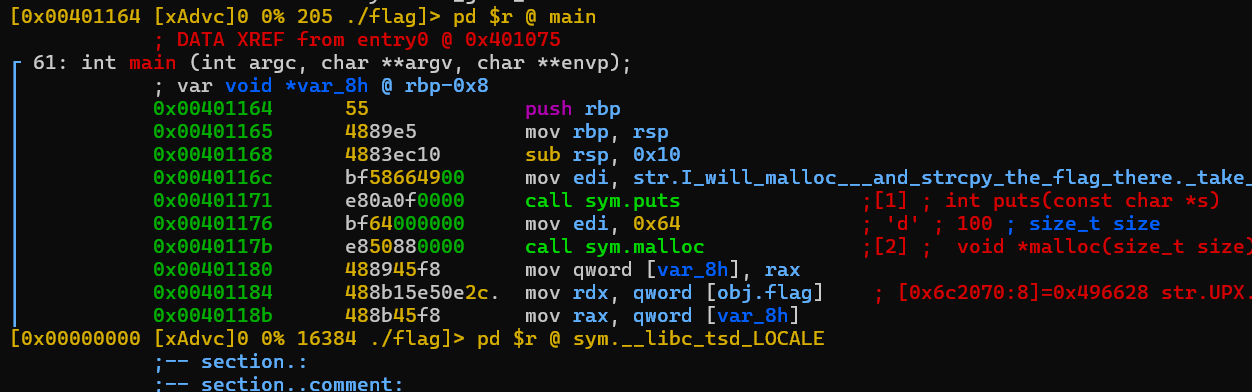 [0x00401164 [xAdvc]0 0% 205 ./flag]> pd $r @ main
; DATA XREF from entry0 @ 0x401075
61: int main (int argc, char **argv, char **envp);
; var void *var_8h @ rbp-0x8
0x00401164 55 push rbp
0x00401165 4889e5 mov rbp, rsp
0x00401168 4883ec10 sub rsp, 0x10
0x0040116c bf58664900 mov edi, str.I_will_malloc___and_strcpy_the_flag_there._take_
0x00401171 e80a0f0000 call sym.puts ;[1] ; int puts(const char *s)
0x00401176 bf64000000 mov edi, 0x64 ; 'd' ; 100 ; size_t size
0x0040117b e850880000 call sym.malloc ;[2] ;  void *malloc(size_t size)
0x00401180 488945f8 mov qword [var_8h], rax
0x00401184 488b15e50e2c. mov rdx, qword [obj.flag] ; [0x6c2070:8]=0x496628 str.UPX.
0x0040118b 488b45f8 mov rax, qword [var_8h]
[0x00000000 [xAdvc]0 0% 16384 ./flag]> pd $r @ sym.__libc_tsd_LOCALE
;-- section.:
;-- section..comment: